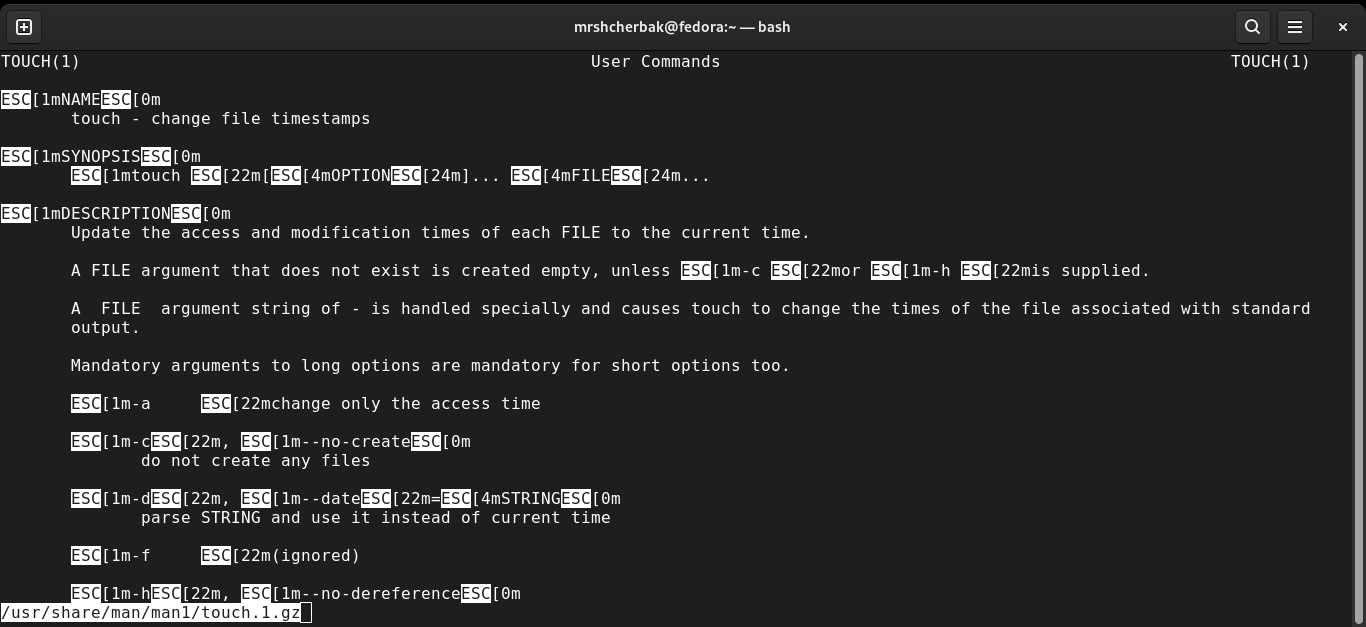 mrshcherbak@fedora:~ — bash
TOUCH(1) User Commands TOUCH(1)
ESC[1mNAMEESC[0m
touch - change file timestamps
ESC[1mSYNOPSISESC[0m
ESC[1mtouch ESC[22m[ESC[4mOPTIONESC[24m]... ESC[4mFILEESC[24m...
ESC[1mDESCRIPTIONESC[0m
Update the access and modification times of each FILE to the current time.
A FILE argument that does not exist is created empty, unless ESC[1m-c ESC[22mor ESC[1m-h ESC[22mis supplied.
A  FILE  argument string of - is handled specially and causes touch to change the times of the file associated with standard
output.
Mandatory arguments to long options are mandatory for short options too.
ESC[1m-a     ESC[22mchange only the access time
ESC[1m-cESC[22m, ESC[1m--no-createESC[0m
do not create any files
ESC[1m-dESC[22m, ESC[1m--dateESC[22m=ESC[4mSTRINGESC[0m
parse STRING and use it instead of current time
ESC[1m-f     ESC[22m(ignored)
ESC[1m-hESC[22m, ESC[1m--no-dereferenceESC[0m
/usr/share/man/man1/touch.1.gz